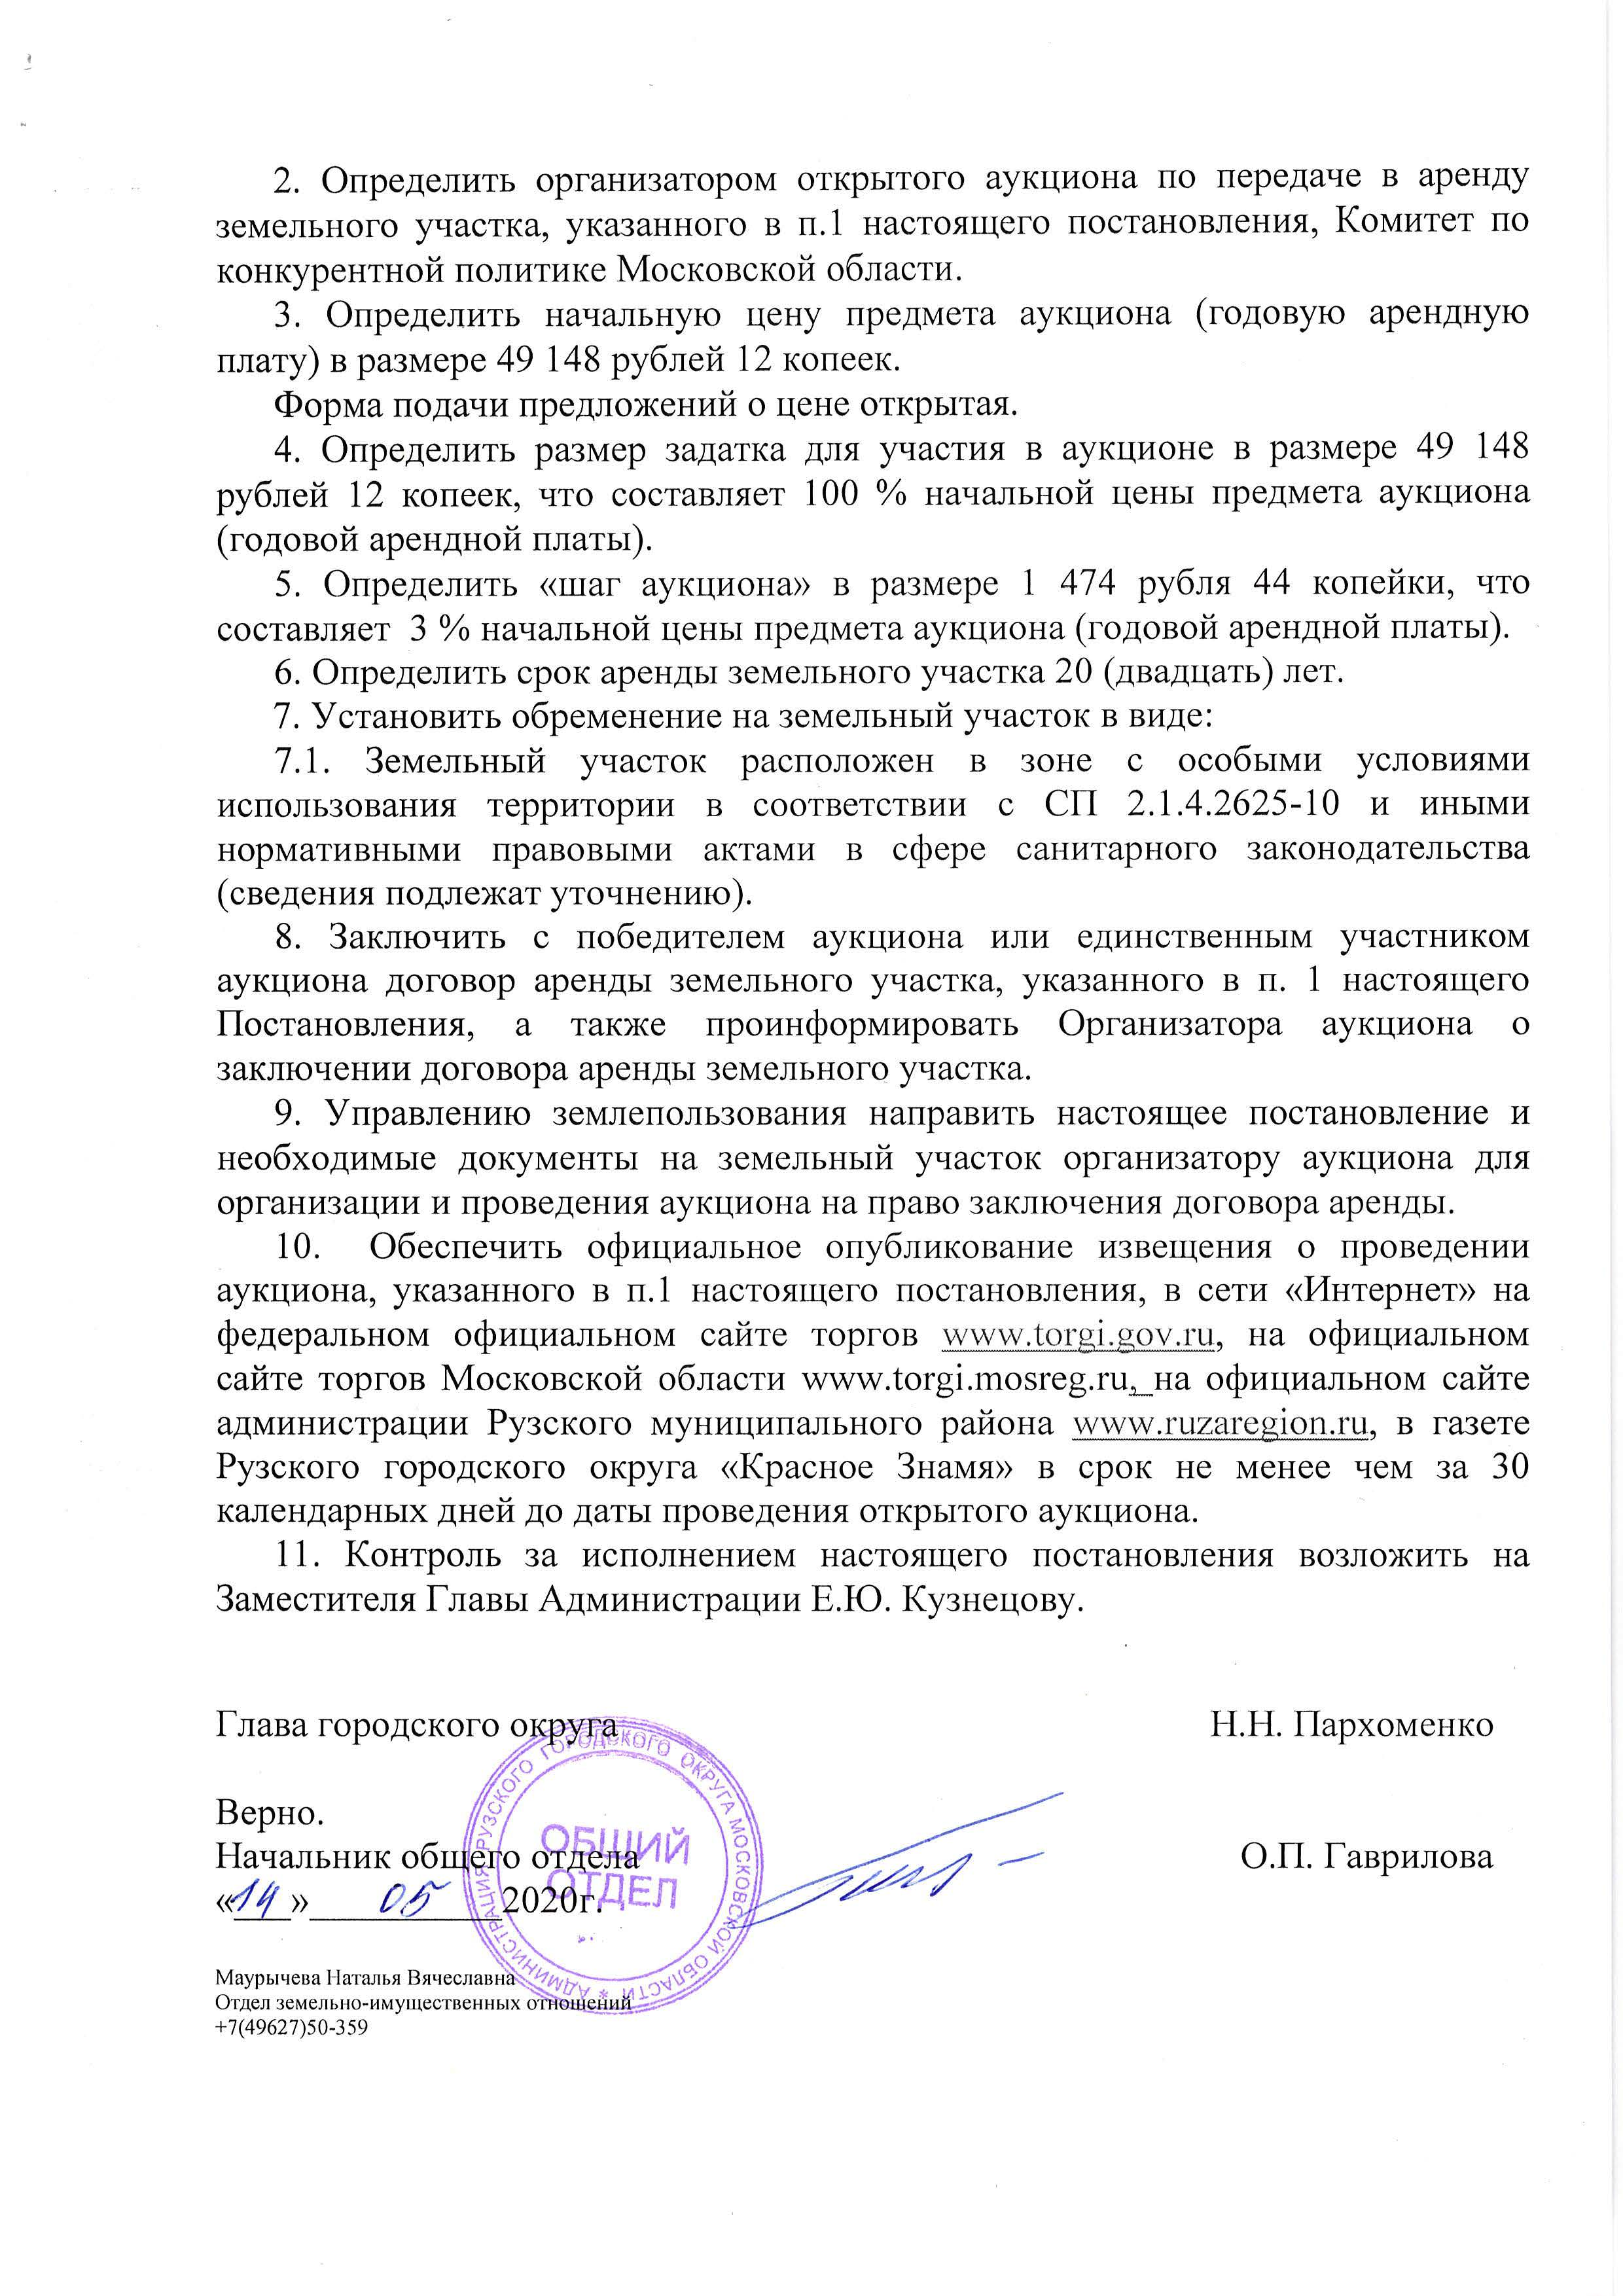 2. Определить организатором открытого аукциона по передаче в аренду
земельного участка, указанного в п.1 настоящего постановления, Комитет по
конкурентной политике Московской области.
3. Определить начальную цену предмета аукциона (годовую арендную
плату) в размере 49 148 рублей 12 копеек.
Форма подачи предложений о цене открытая.
4. Определить размер задатка для участия в аукционе в размере 49 148
рублей 12 копеек, что составляет 100 % начальной цены предмета аукциона
(годовой арендной платы).
5. Определить «шаг аукциона» в размере 1 474 рубля 44 копейки, что
составляет 3 % начальной цены предмета аукциона (годовой арендной платы).
6. Определить срок аренды земельного участка 20 (двадцать) лет.
7. Установить обременение на земельный участок в виде:
7.1. Земельный участок расположен в зоне с особыми условиями
использования территории в соответствии с СП 2.1.4.2625-10 и иными
нормативными правовыми актами в сфере санитарного законодательства
(сведения подлежат уточнению).
8. Заключить с победителем аукциона или единственным участником
аукциона договор аренды земельного участка, указанного в п. 1 настоящего
Постановления, а также проинформировать Организатора аукциона о
заключении договора аренды земельного участка.
9. Управлению землепользования направить настоящее постановление и
необходимые документы на земельный участок организатору аукциона для
организации и проведения аукциона на право заключения договора аренды.
10. Обеспечить официальное опубликование извещения о проведении
аукциона, указанного в п.1 настоящего постановления, в сети «Интернет» на
федеральном официальном сайте торгов www.torgi.gov.ru, на официальном
сайте торгов Московской области www.torgi.mosreg.ru, на официальном сайте
администрации Рузского муниципального района www.ruzaregion.ru, в газете
Рузского городского округа «Красное Знамя» в срок не менее чем за 30
календарных дней до даты проведения открытого аукциона.
11. Контроль за исполнением настоящего постановления возложить на
Заместителя Главы Администрации Е.Ю. Кузнецову.
Глава городского округа Н.Н. Пархоменко
Верно.
Начальник общего отдела О.П. Гаврилова
«14» 05 2020г.
АДМИНИСТРАЦИЯ РУЗСКОГО ГОРОДСКОГО ОКРУГА МОСКОВСКОЙ ОБЛАСТИ *
ОБЩИЙ
ОТДЕЛ
Маурычева Наталья Вячеславна
Отдел земельно-имущественных отношений
+7(49627)50-359